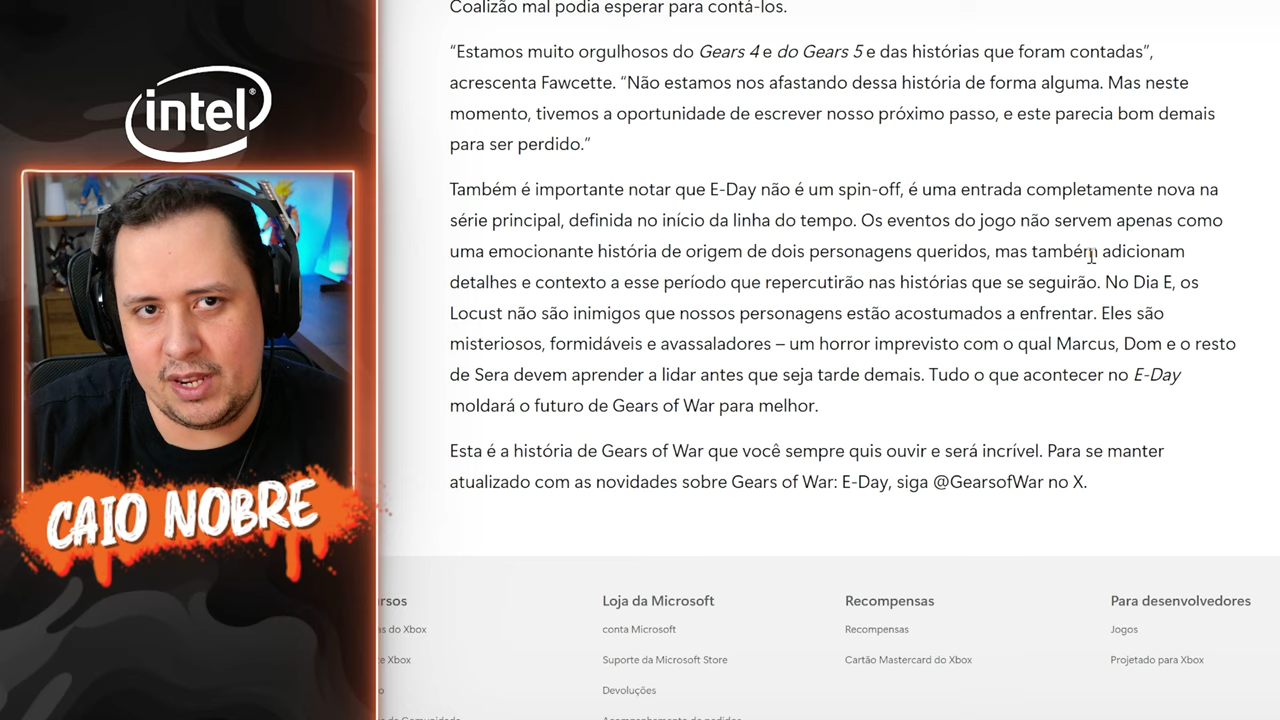 intel
CAIO NOBRE
Coalizão mal podia esperar para contá-los.
“Estamos muito orgulhosos do Gears 4 e do Gears 5 e das histórias que foram contadas”,
acrescenta Fawcette. “Não estamos nos afastando dessa história de forma alguma. Mas neste
momento, tivemos a oportunidade de escrever nosso próximo passo, e este parecia bom demais
para ser perdido.”
Também é importante notar que E-Day não é um spin-off, é uma entrada completamente nova na
série principal, definida no início da linha do tempo. Os eventos do jogo não servem apenas como
uma emocionante história de origem de dois personagens queridos, mas também adicionam
detalhes e contexto a esse período que repercutirão nas histórias que se seguirão. No Dia E, os
Locust não são inimigos que nossos personagens estão acostumados a enfrentar. Eles são
misteriosos, formidáveis e avassaladores – um horror imprevisto com o qual Marcus, Dom e o resto
de Sera devem aprender a lidar antes que seja tarde demais. Tudo o que acontecer no E-Day
moldará o futuro de Gears of War para melhor.
Esta é a história de Gears of War que você sempre quis ouvir e será incrível. Para se manter
atualizado com as novidades sobre Gears of War: E-Day, siga @GearsofWar no X.
Loja da Microsoft
Recompensas
Para desenvolvedores
do Xbox
conta Microsoft
Recompensas
Jogos
Xbox
Suporte da Microsoft Store
Cartão Mastercard do Xbox
Projetado para Xbox
Devoluções